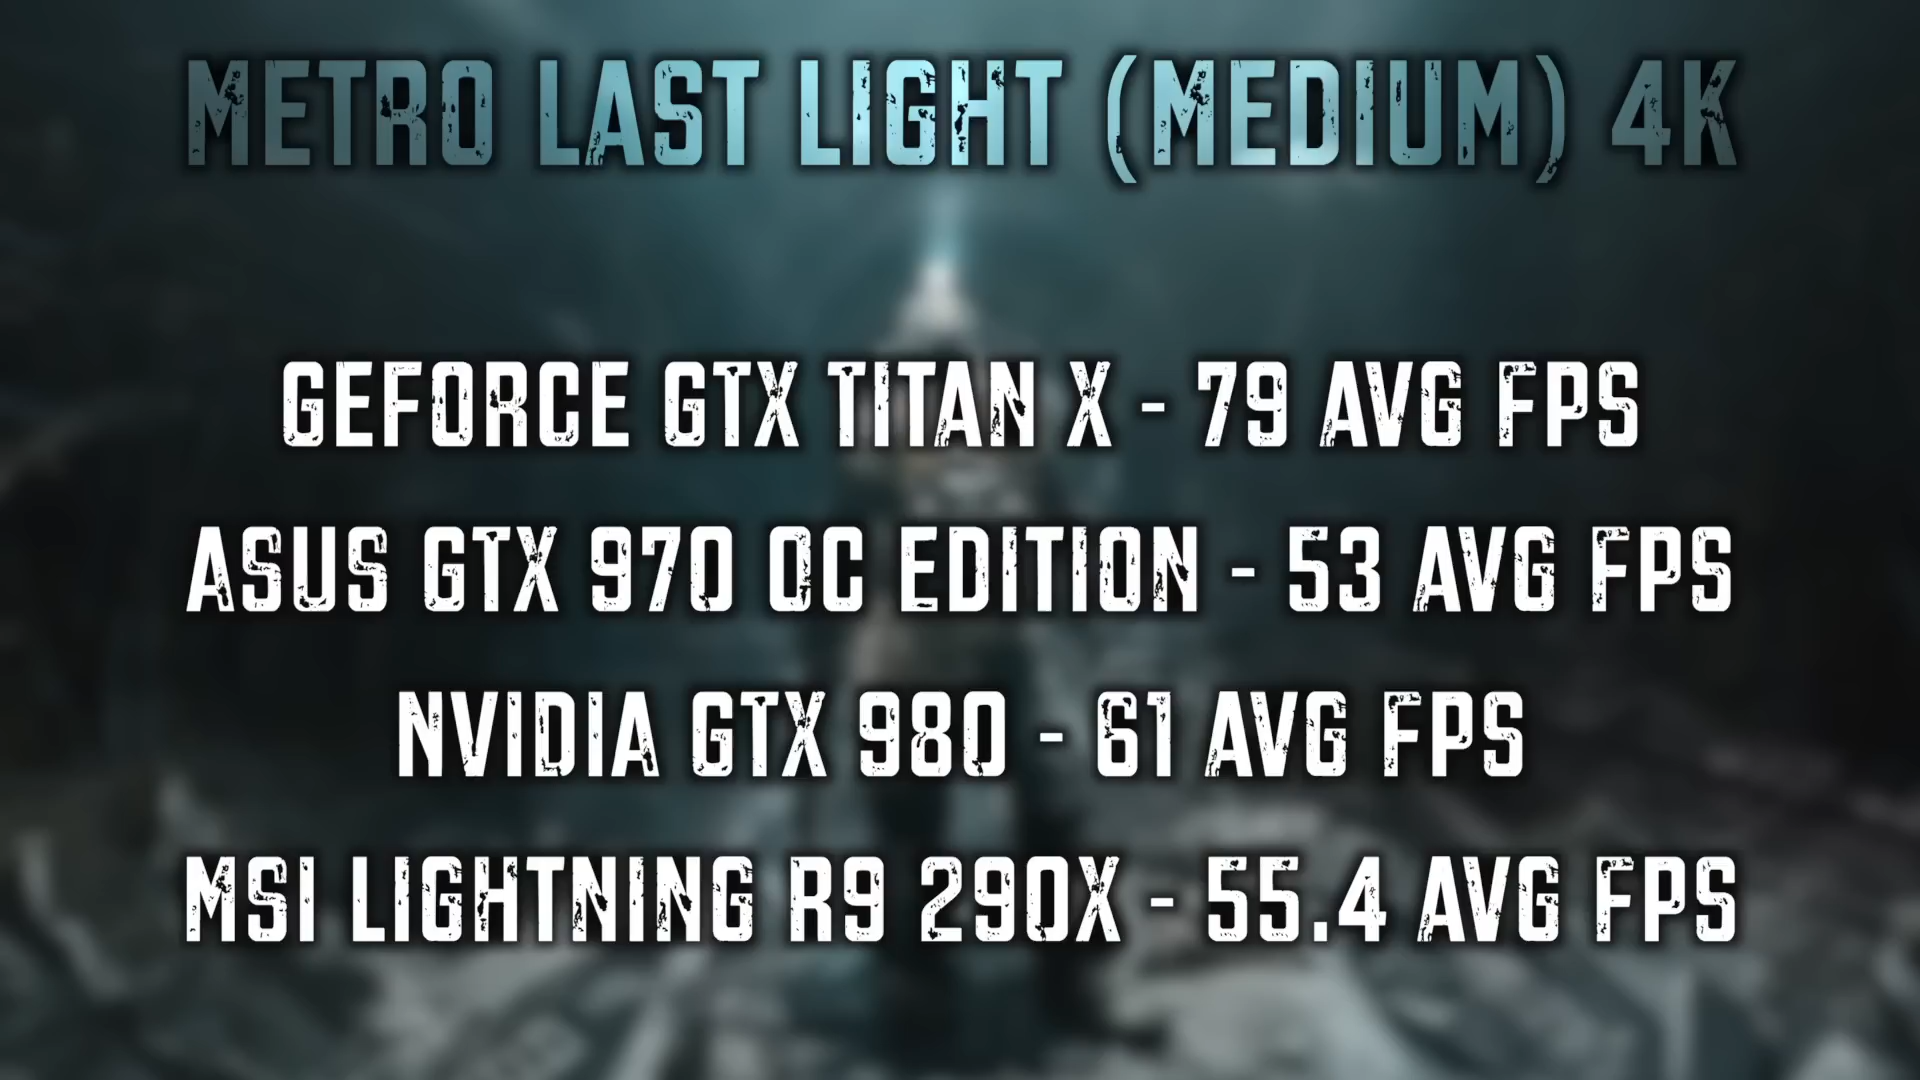 METRO LAST LIGHT (MEDIUM) 4K
GEFORCE GTX TITAN X - 79 AVG FPS
ASUS GTX 970 OC EDITION - 53 AVG FPS
NVIDIA GTX 980 - 61 AVG FPS
MSI LIGHTNING R9 290X - 55.4 AVG FPS